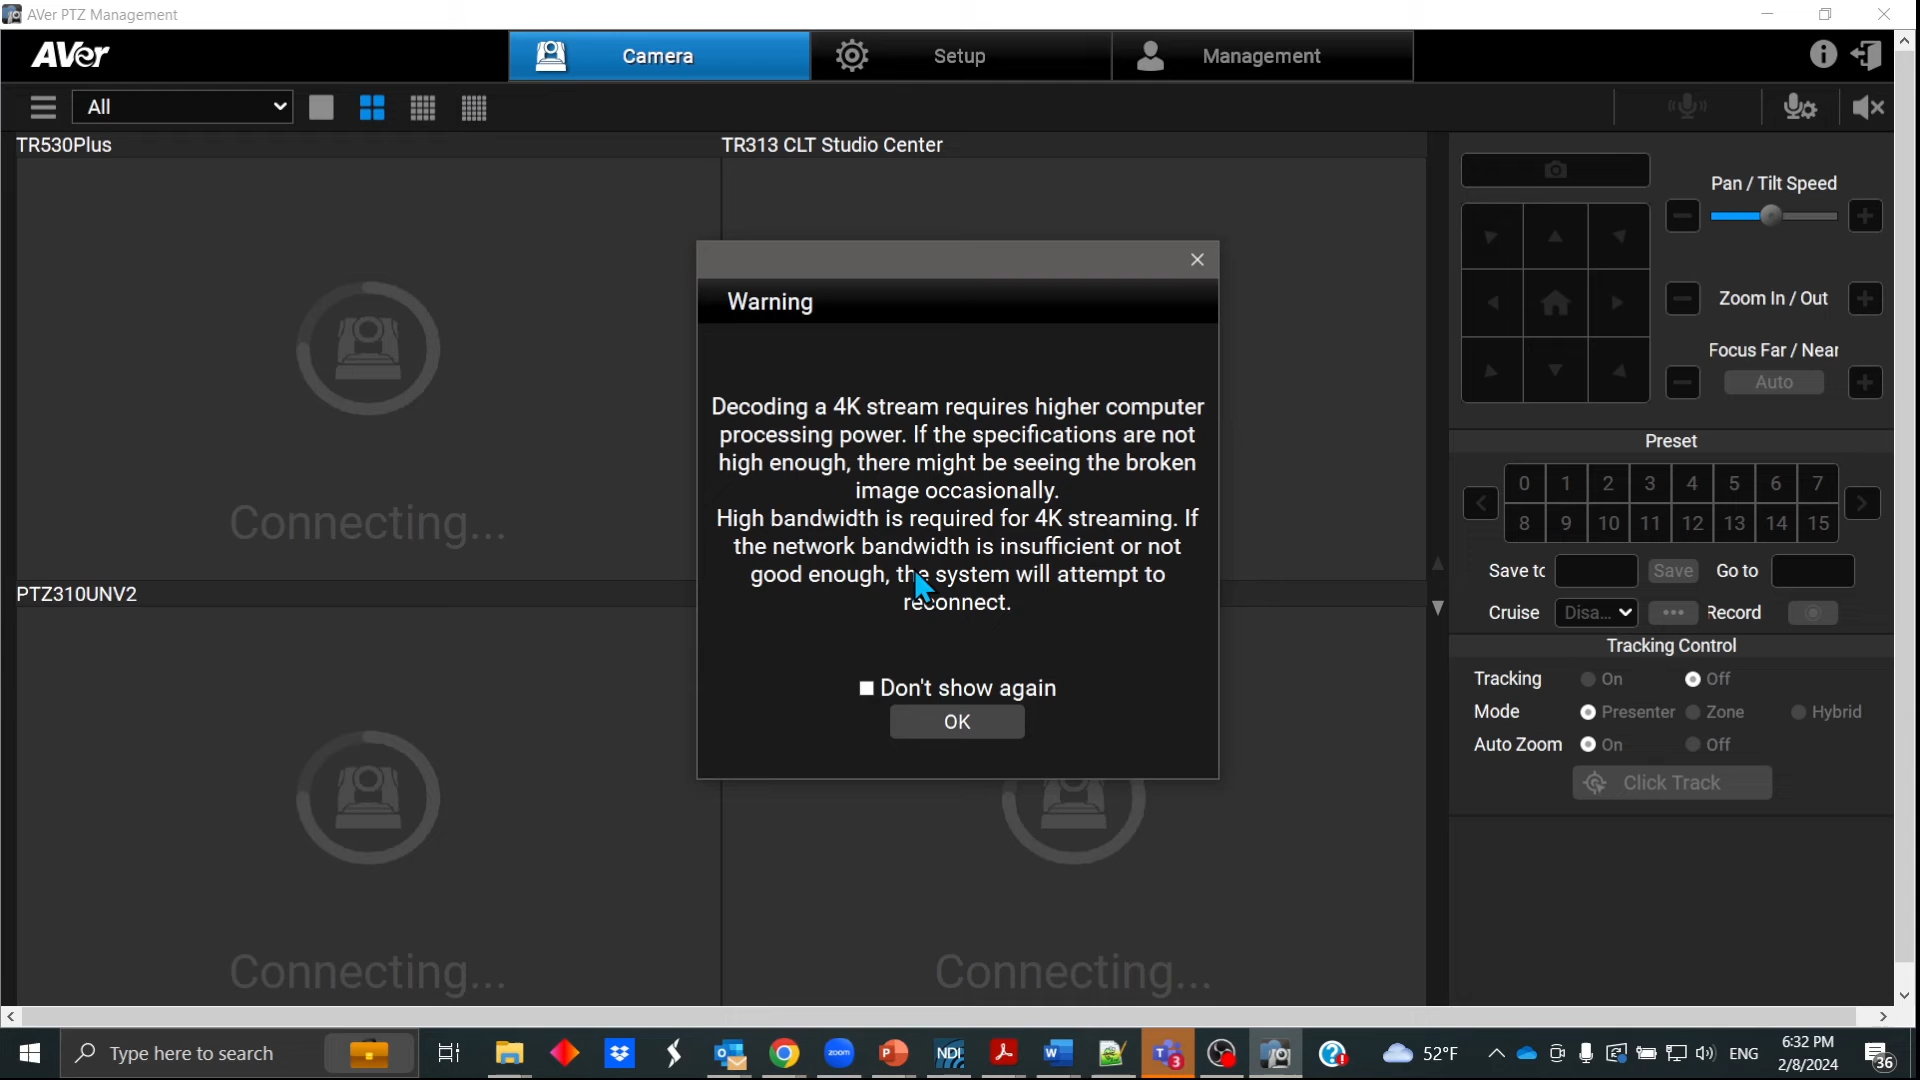 AVer PTZ Management
AVer
Camera
Setup
Management
All
TR530Plus
TR313 CLT Studio Center
Pan / Tilt Speed
Zoom In / Out
Focus Far / Near
Auto
Warning
Decoding a 4K stream requires higher computer
processing power. If the specifications are not
high enough, there might be seeing the broken
image occasionally.
High bandwidth is required for 4K streaming. If
the network bandwidth is insufficient or not
good enough, the system will attempt to
reconnect.
Don't show again
OK
Connecting...
PTZ310UNV2
Connecting...
Connecting...
Preset
0 1 2 3 4 5 6 7
8 9 10 11 12 13 14 15
Save to Save Go to
Cruise Disa... Record
Tracking Control
Tracking On Off
Mode Presenter Zone Hybrid
Auto Zoom On Off
Click Track
Type here to search
zoom
NDI
3
52°F
ENG
6:32 PM
2/8/2024
36